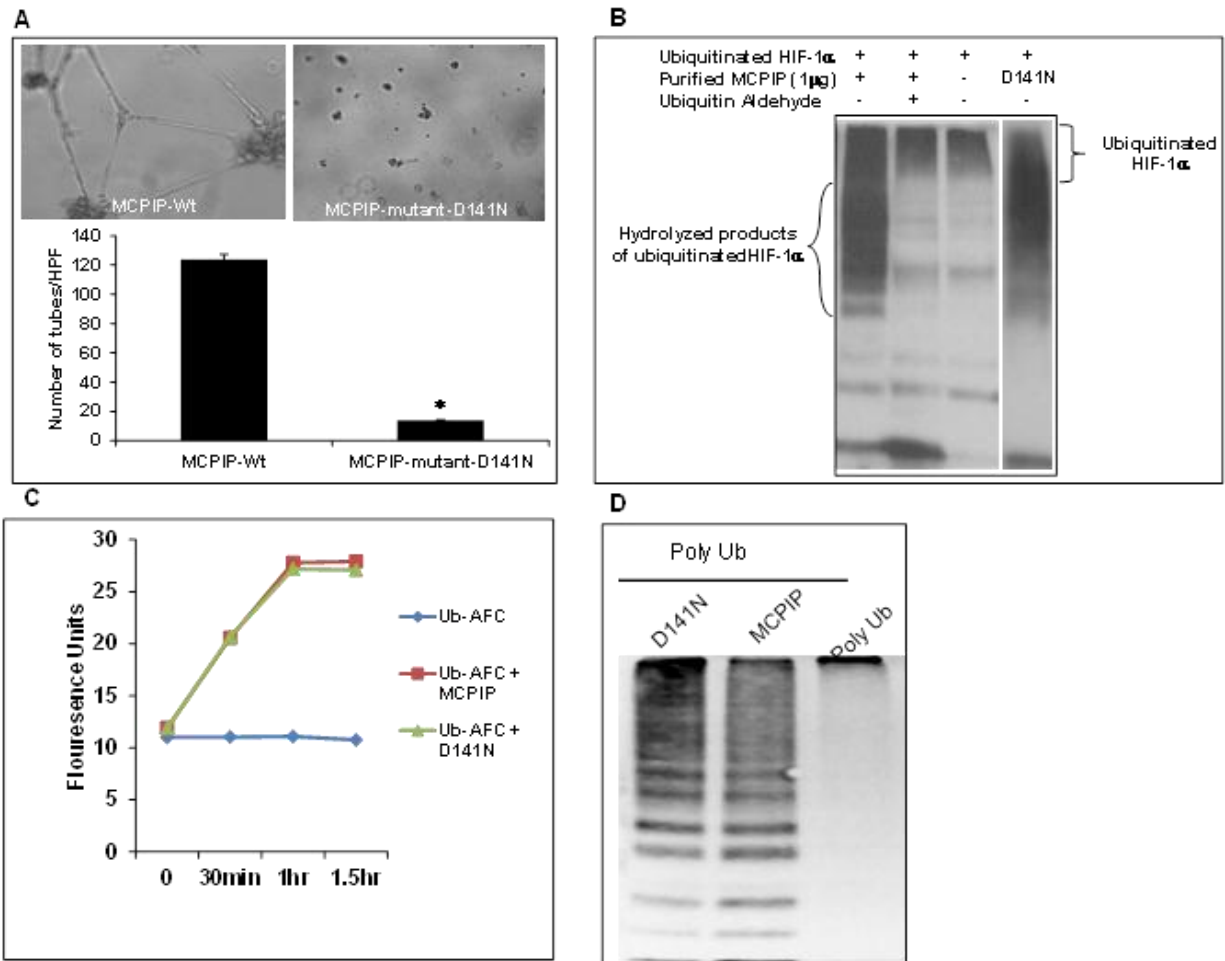 A
MCPIP-Wt
MCPIP-mutant-D141N
140
120
100
80
60
40
20
0
Number of tubes/HPF
*
MCPIP-Wt
MCPIP-mutant-D141N
B
Ubiquitinated HIF-1α + + + +
Purified MCPIP (1µg) + + - D141N
Ubiquitin Aldehyde - + - -
Ubiquitinated
HIF-1α
Hydrolyzed products
of ubiquitinated HIF-1α
C
30
25
20
15
10
5
0
Flouresence Units
0 30min 1hr 1.5hr
Ub-AFC
Ub-AFC +
MCPIP
Ub-AFC +
D141N
D
Poly Ub
D141N
MCPIP
Poly Ub